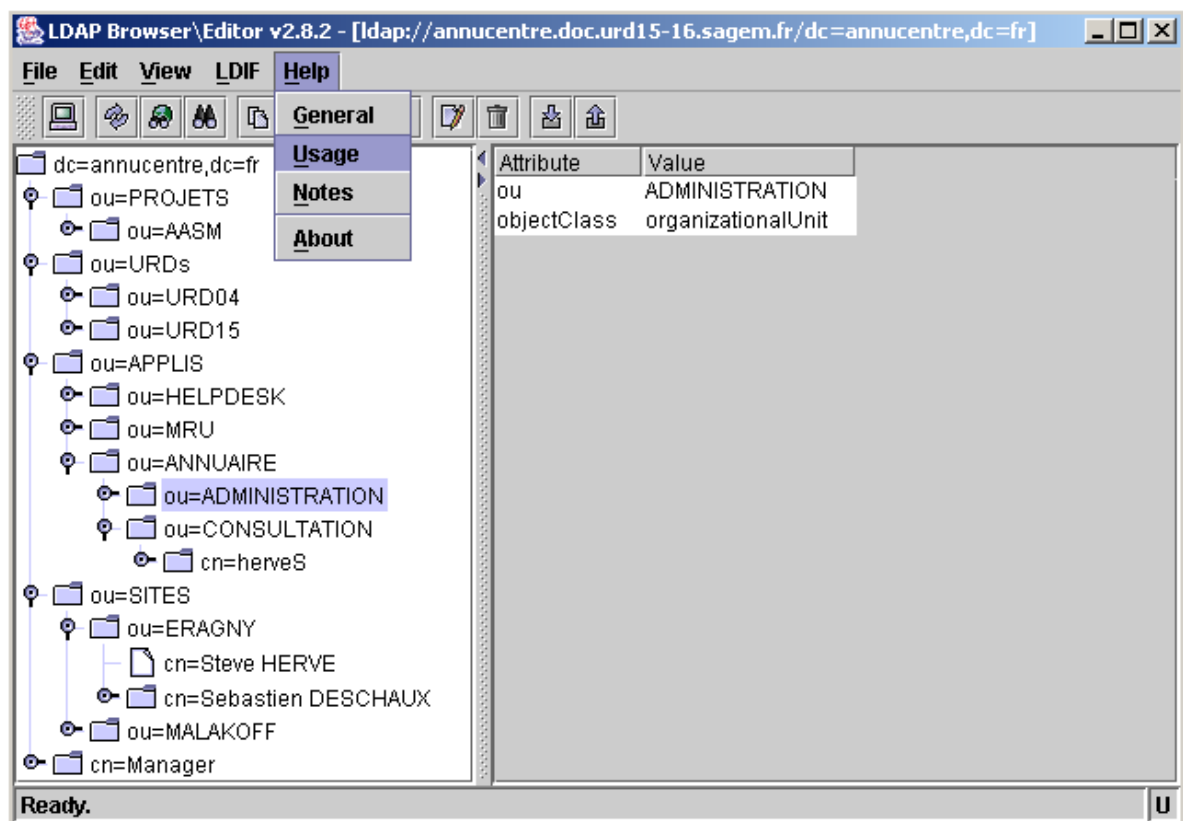 LDAP Browser\Editor v2.8.2 - [ldap://annucentre.doc.urd15-16.sagem.fr/dc=annucentre,dc=fr]
File Edit View LDIF Help
General
Usage
Notes
About
dc=annucentre,dc=fr
ou=PROJETS
ou=AASM
ou=URDs
ou=URD04
ou=URD15
ou=APPLIS
ou=HELPDESK
ou=MRU
ou=ANNUAIRE
ou=ADMINISTRATION
ou=CONSULTATION
cn=herveS
ou=SITES
ou=ERAGNY
cn=Steve HERVE
cn=Sebastien DESCHAUX
ou=MALAKOFF
cn=Manager
Attribute Value
ou ADMINISTRATION
objectClass organizationalUnit
Ready. U